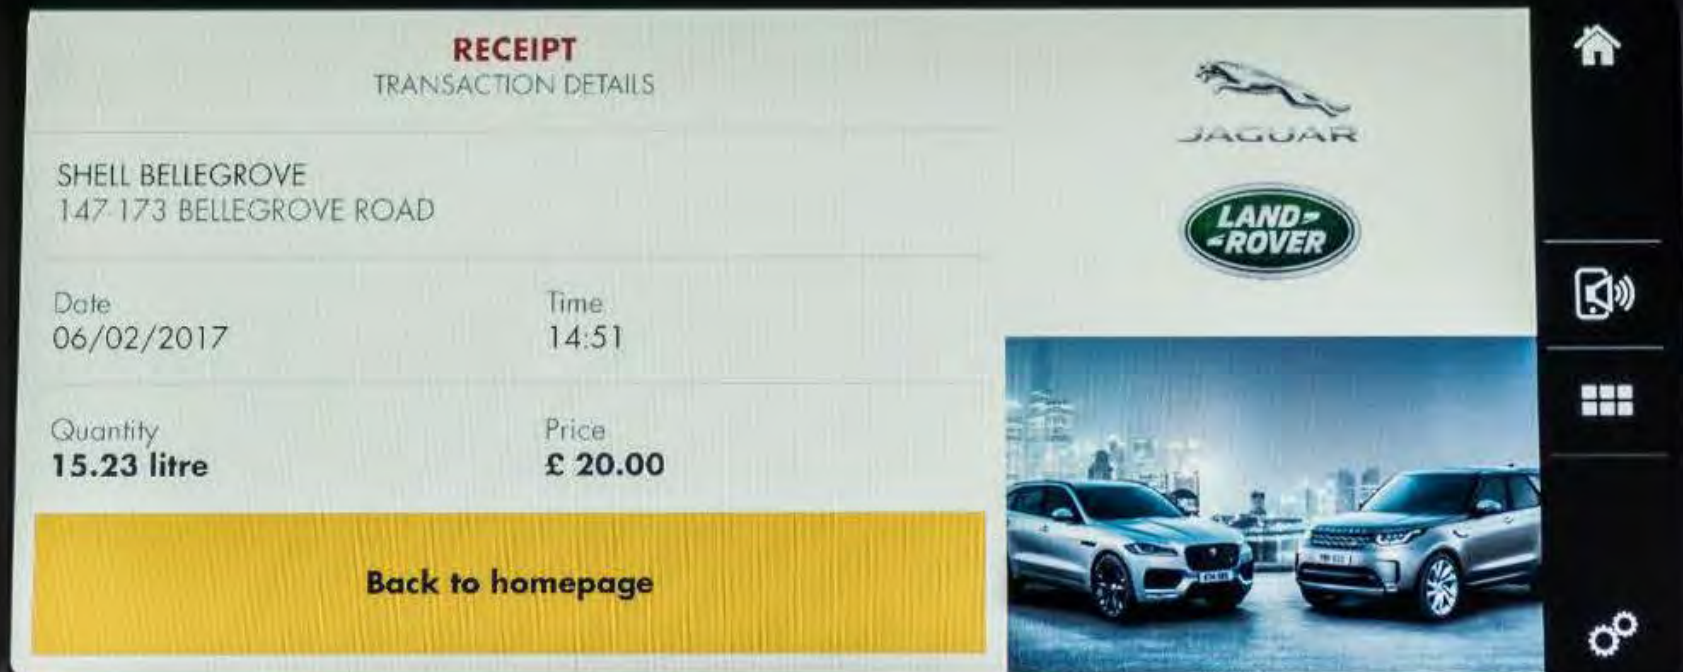 RECEIPT
TRANSACTION DETAILS
SHELL BELLEGROVE
147-173 BELLEGROVE ROAD
Date
06/02/2017
Time
14:51
Quantity
15.23 litre
Price
£ 20.00
Back to homepage
JAGUAR
LAND-
-ROVER